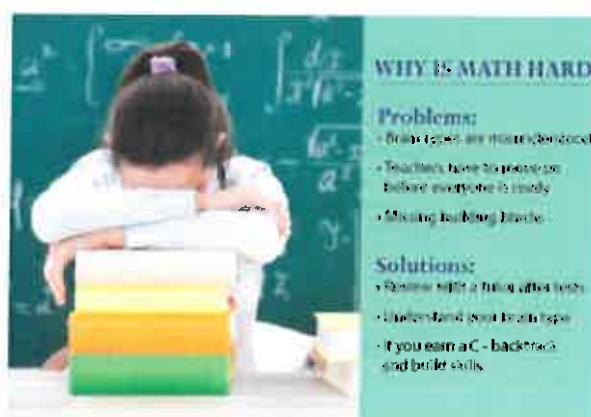 WHY IS MATH HARD
Problems:
• Brain types are misunderstood
• Teachers have to move on
before everyone is ready
• Missing building blocks
Solutions:
• Review with a tutor after tests
• Understand your brain type
• If you earn a C - backtrack
and build skills